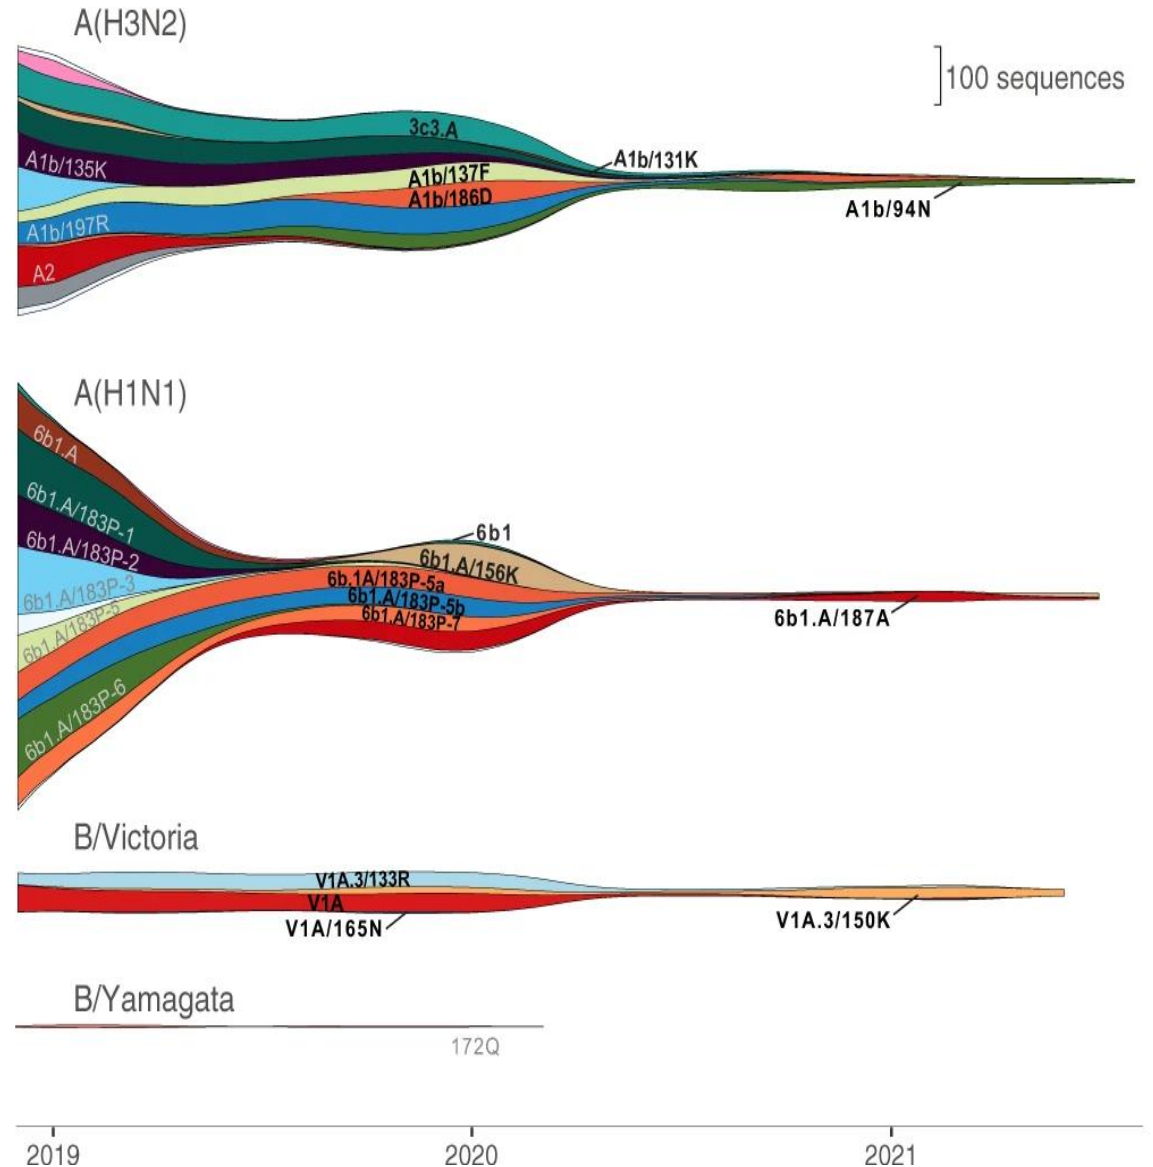 A(H3N2)
100 sequences
3c3.A
A1b/131K
A1b/135K
A1b/137F
A1b/186D
A1b/94N
A1b/197R
A2
A(H1N1)
6b1.A
6b1.A/183P-1
6b1
6b1.A/183P-2
6b1.A/156K
6b.1A/183P-5a
6b1.A/183P-3
6b1.A/183P-5b
6b1.A/183P-7
6b1.A/187A
6b1.A/183P-5
6b1.A/183P-6
B/Victoria
V1A.3/133R
V1A
V1A/165N
V1A.3/150K
B/Yamagata
172Q
2019 2020 2021